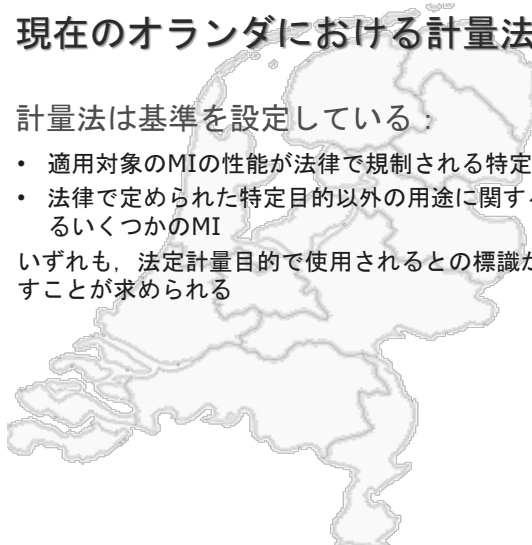 現在のオランダにおける計量法
計量法は基準を設定している：
• 適用対象のMIの性能が法律で規制される特定
• 法律で定められた特定目的以外の用途に関す
るいくつかのMI
いずれも，法定計量目的で使用されるとの標識が
すことが求められる